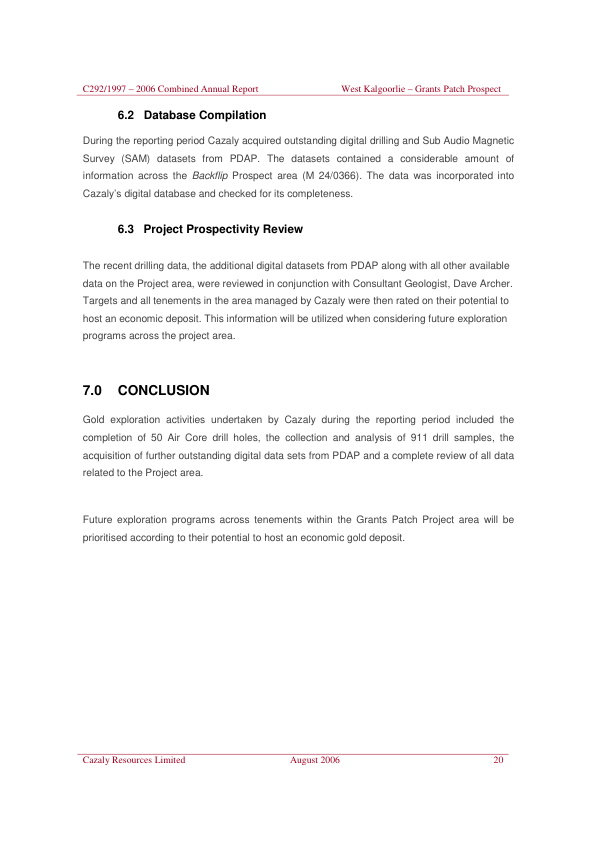 C292/1997 – 2006 Combined Annual Report West Kalgoorlie – Grants Patch Prospect
6.2 Database Compilation
During the reporting period Cazaly acquired outstanding digital drilling and Sub Audio Magnetic
Survey (SAM) datasets from PDAP. The datasets contained a considerable amount of
information across the Backflip Prospect area (M 24/0366). The data was incorporated into
Cazaly's digital database and checked for its completeness.
6.3 Project Prospectivity Review
The recent drilling data, the additional digital datasets from PDAP along with all other available
data on the Project area, were reviewed in conjunction with Consultant Geologist, Dave Archer.
Targets and all tenements in the area managed by Cazaly were then rated on their potential to
host an economic deposit. This information will be utilized when considering future exploration
programs across the project area.
7.0 CONCLUSION
Gold exploration activities undertaken by Cazaly during the reporting period included the
completion of 50 Air Core drill holes, the collection and analysis of 911 drill samples, the
acquisition of further outstanding digital data sets from PDAP and a complete review of all data
related to the Project area.
Future exploration programs across tenements within the Grants Patch Project area will be
prioritised according to their potential to host an economic gold deposit.
Cazaly Resources Limited August 2006 20